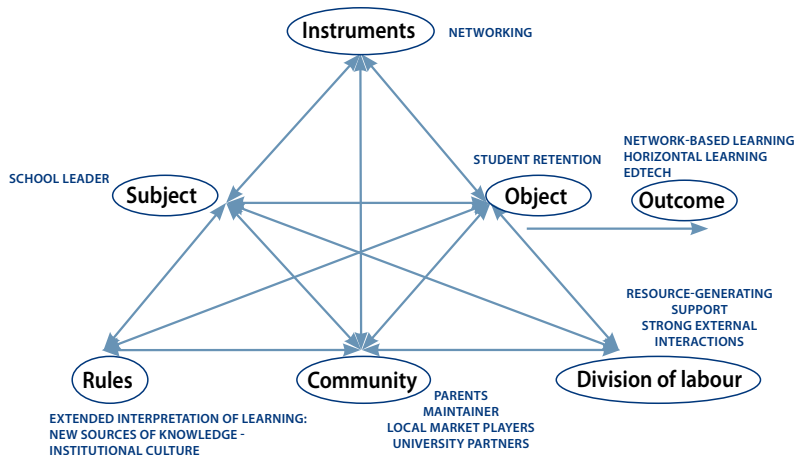 Instruments
NETWORKING
SCHOOL LEADER
Subject
STUDENT RETENTION
Object
NETWORK-BASED LEARNING
HORIZONTAL LEARNING
EDTECH
Outcome
RESOURCE-GENERATING
SUPPORT
STRONG EXTERNAL
INTERACTIONS
Rules
EXTENDED INTERPRETATION OF LEARNING:
NEW SOURCES OF KNOWLEDGE -
INSTITUTIONAL CULTURE
Community
PARENTS
MAINTAINER
LOCAL MARKET PLAYERS
UNIVERSITY PARTNERS
Division of labour